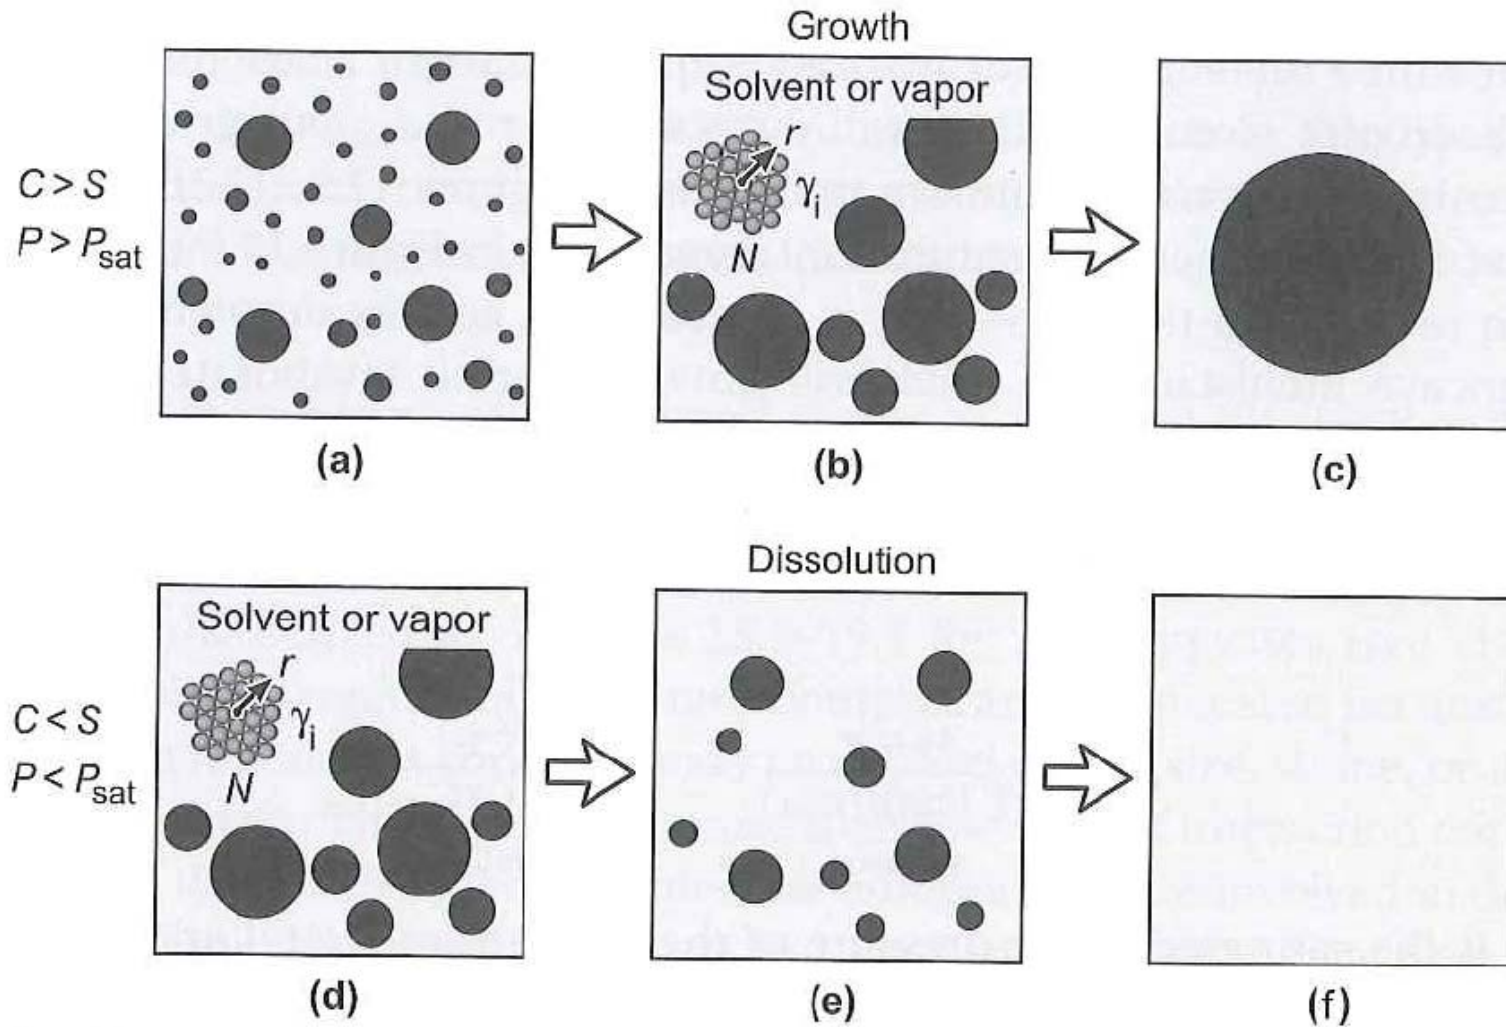 Growth
C > S
P > Psat
Solvent or vapor
r
γi
N
(a)
(b)
(c)
Dissolution
C < S
P < Psat
Solvent or vapor
r
γi
N
(d)
(e)
(f)